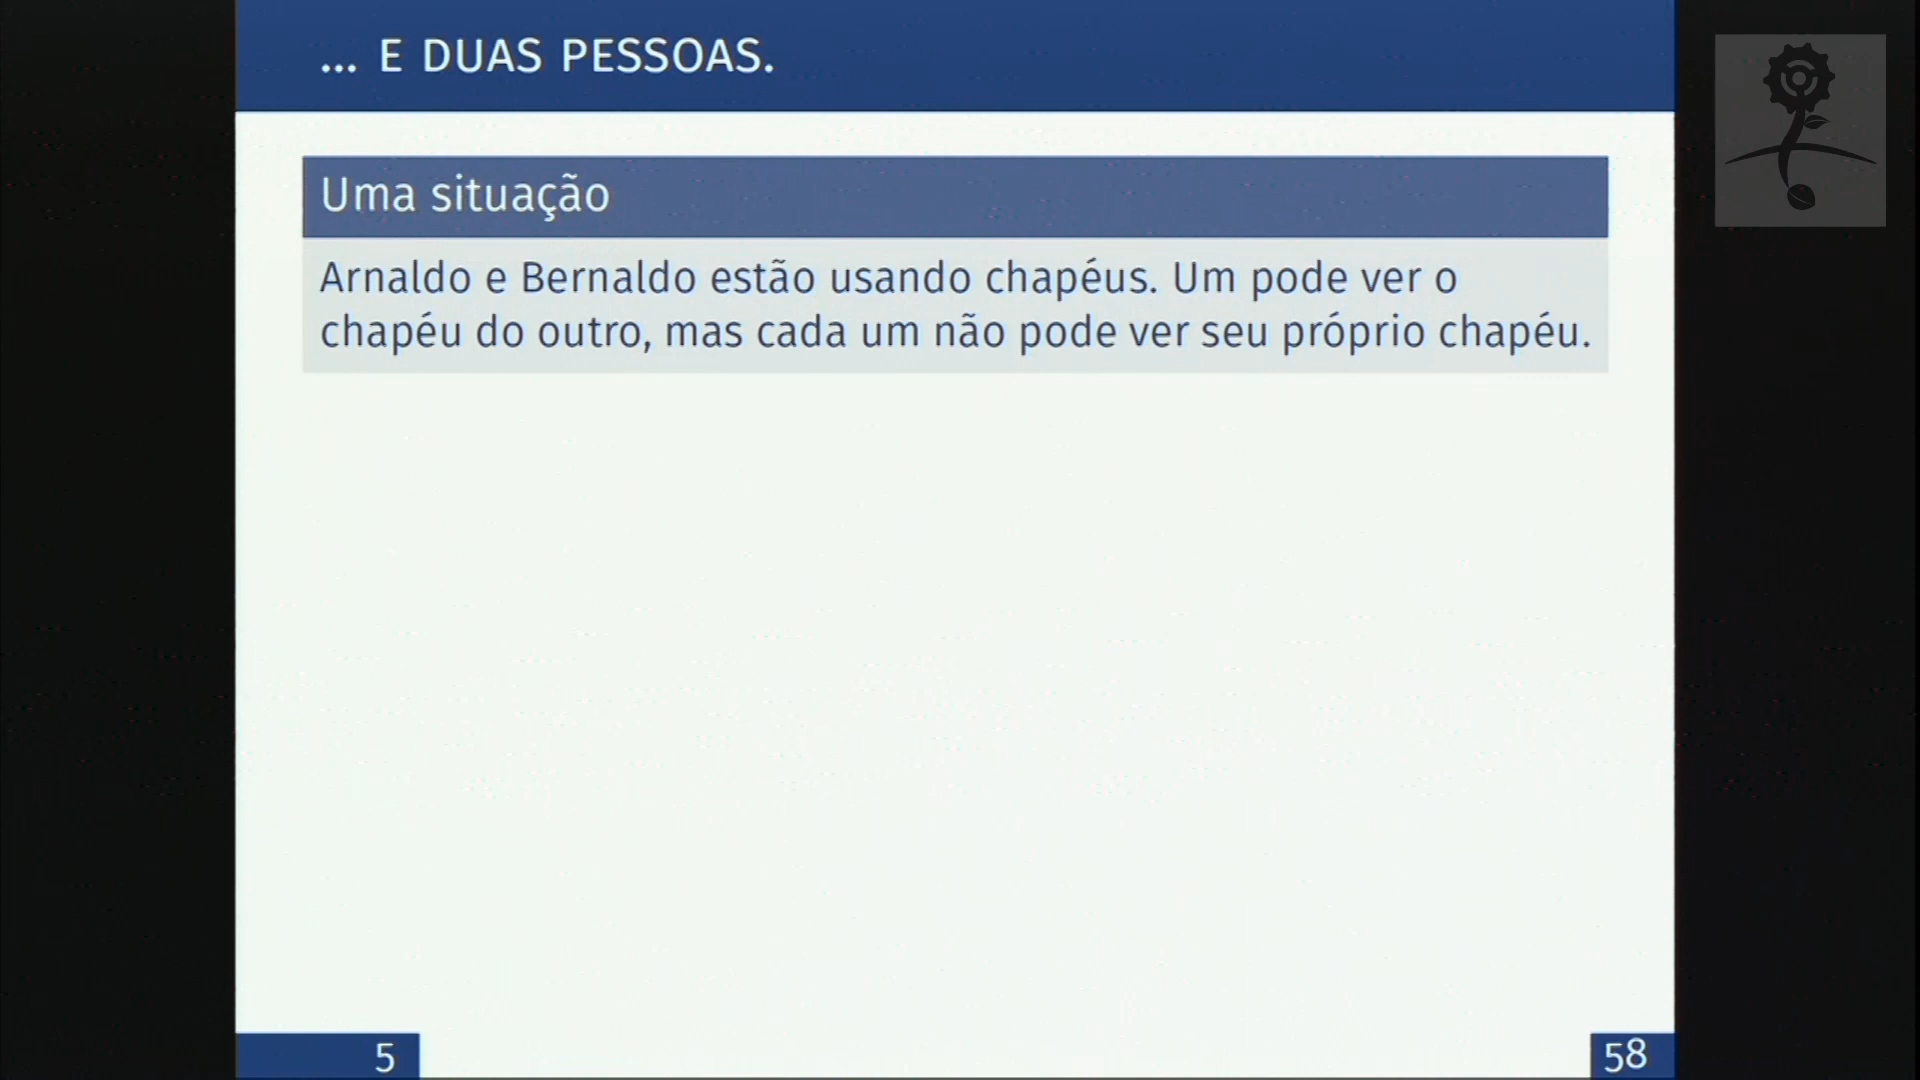 ... E DUAS PESSOAS.
Uma situação
Arnaldo e Bernaldo estão usando chapéus. Um pode ver o
chapéu do outro, mas cada um não pode ver seu próprio chapéu.
5
58